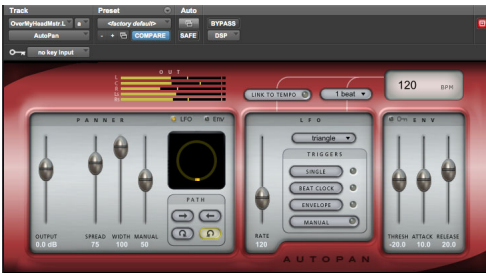 Track Preset Auto
OverMyHeadMstr.L a <factory default> BYPASS
AutoPan - + COMPARE SAFE DSP
no key input
OUT
L
C
R
LINK TO TEMPO 1 beat 120 BPM
PANNER LFO Env LFO ENV
triangle
TRIGGERS
SINGLE
BEAT CLOCK
ENVELOPE
MANUAL
PATH
OUTPUT SPREAD WIDTH MANUAL RATE THRESH ATTACK RELEASE
0.0 dB 75 100 50 120 -20.0 10.0 20.0
AUTOPAN